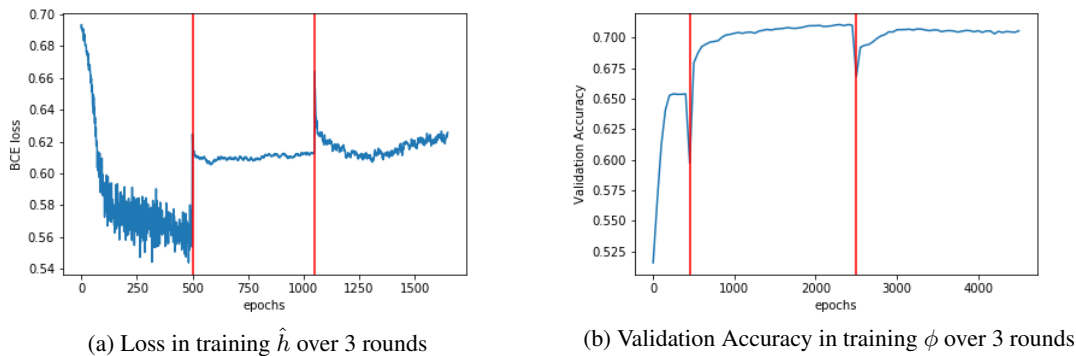 0.70
0.68
0.66
0.64
0.62
0.60
0.58
0.56
0.54
BCE loss
0 250 500 750 1000 1250 1500
epochs
(a) Loss in training ĥ over 3 rounds
0.700
0.675
0.650
0.625
0.600
0.575
0.550
0.525
Validation Accuracy
0 1000 2000 3000 4000
epochs
(b) Validation Accuracy in training ϕ over 3 rounds